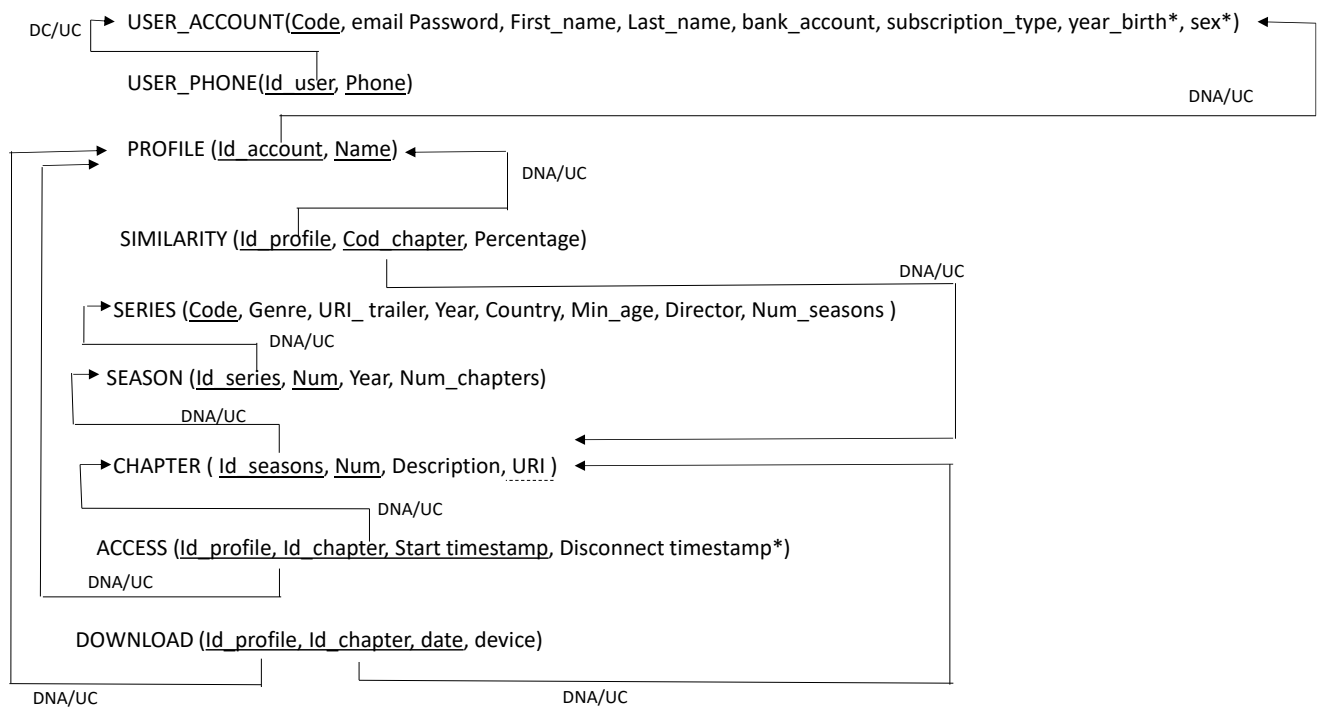 DC/UC
USER_ACCOUNT(Code, email Password, First_name, Last_name, bank_account, subscription_type, year_birth*, sex*)
USER_PHONE(Id_user, Phone)
DNA/UC
PROFILE (Id_account, Name)
DNA/UC
SIMILARITY (Id_profile, Cod_chapter, Percentage)
DNA/UC
SERIES (Code, Genre, URI_ trailer, Year, Country, Min_age, Director, Num_seasons )
DNA/UC
SEASON (Id_series, Num, Year, Num_chapters)
DNA/UC
CHAPTER ( Id_seasons, Num, Description, URI )
DNA/UC
ACCESS (Id_profile, Id_chapter, Start timestamp, Disconnect timestamp*)
DNA/UC
DOWNLOAD (Id_profile, Id_chapter, date, device)
DNA/UC
DNA/UC